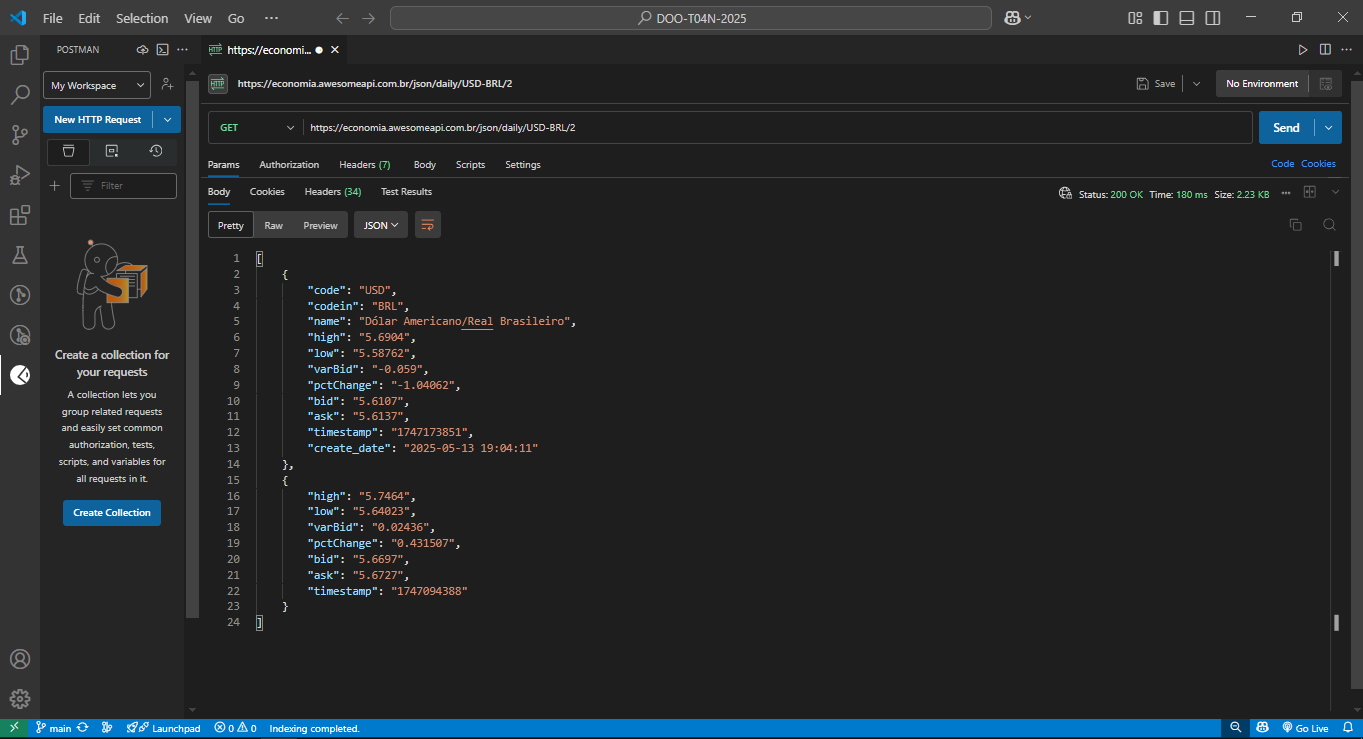 File Edit Selection View Go ··· DOO-T04N-2025
POSTMAN ··· https://economi... ● ×
My Workspace
HTTP https://economia.awesomeapi.com.br/json/daily/USD-BRL/2 Save No Environment
New HTTP Request
GET https://economia.awesomeapi.com.br/json/daily/USD-BRL/2 Send
Params Authorization Headers (7) Body Scripts Settings Code Cookies
Filter
Body Cookies Headers (34) Test Results Status: 200 OK Time: 180 ms Size: 2.23 KB
Pretty Raw Preview JSON
1 [
2 {
3 "code": "USD",
4 "codein": "BRL",
5 "name": "Dólar Americano/Real Brasileiro",
6 "high": "5.6904",
7 "low": "5.58762",
8 "varBid": "-0.059",
9 "pctChange": "-1.04062",
10 "bid": "5.6107",
11 "ask": "5.6137",
12 "timestamp": "1747173851",
13 "create_date": "2025-05-13 19:04:11"
14 },
15 {
16 "high": "5.7464",
17 "low": "5.64023",
18 "varBid": "0.02436",
19 "pctChange": "0.431507",
20 "bid": "5.6697",
21 "ask": "5.6727",
22 "timestamp": "1747094388"
23 }
24 ]
Create a collection for
your requests
A collection lets you
group related requests
and easily set common
authorization, tests,
scripts, and variables for
all requests in it.
Create Collection
main Launchpad 0 0 Indexing completed. Go Live